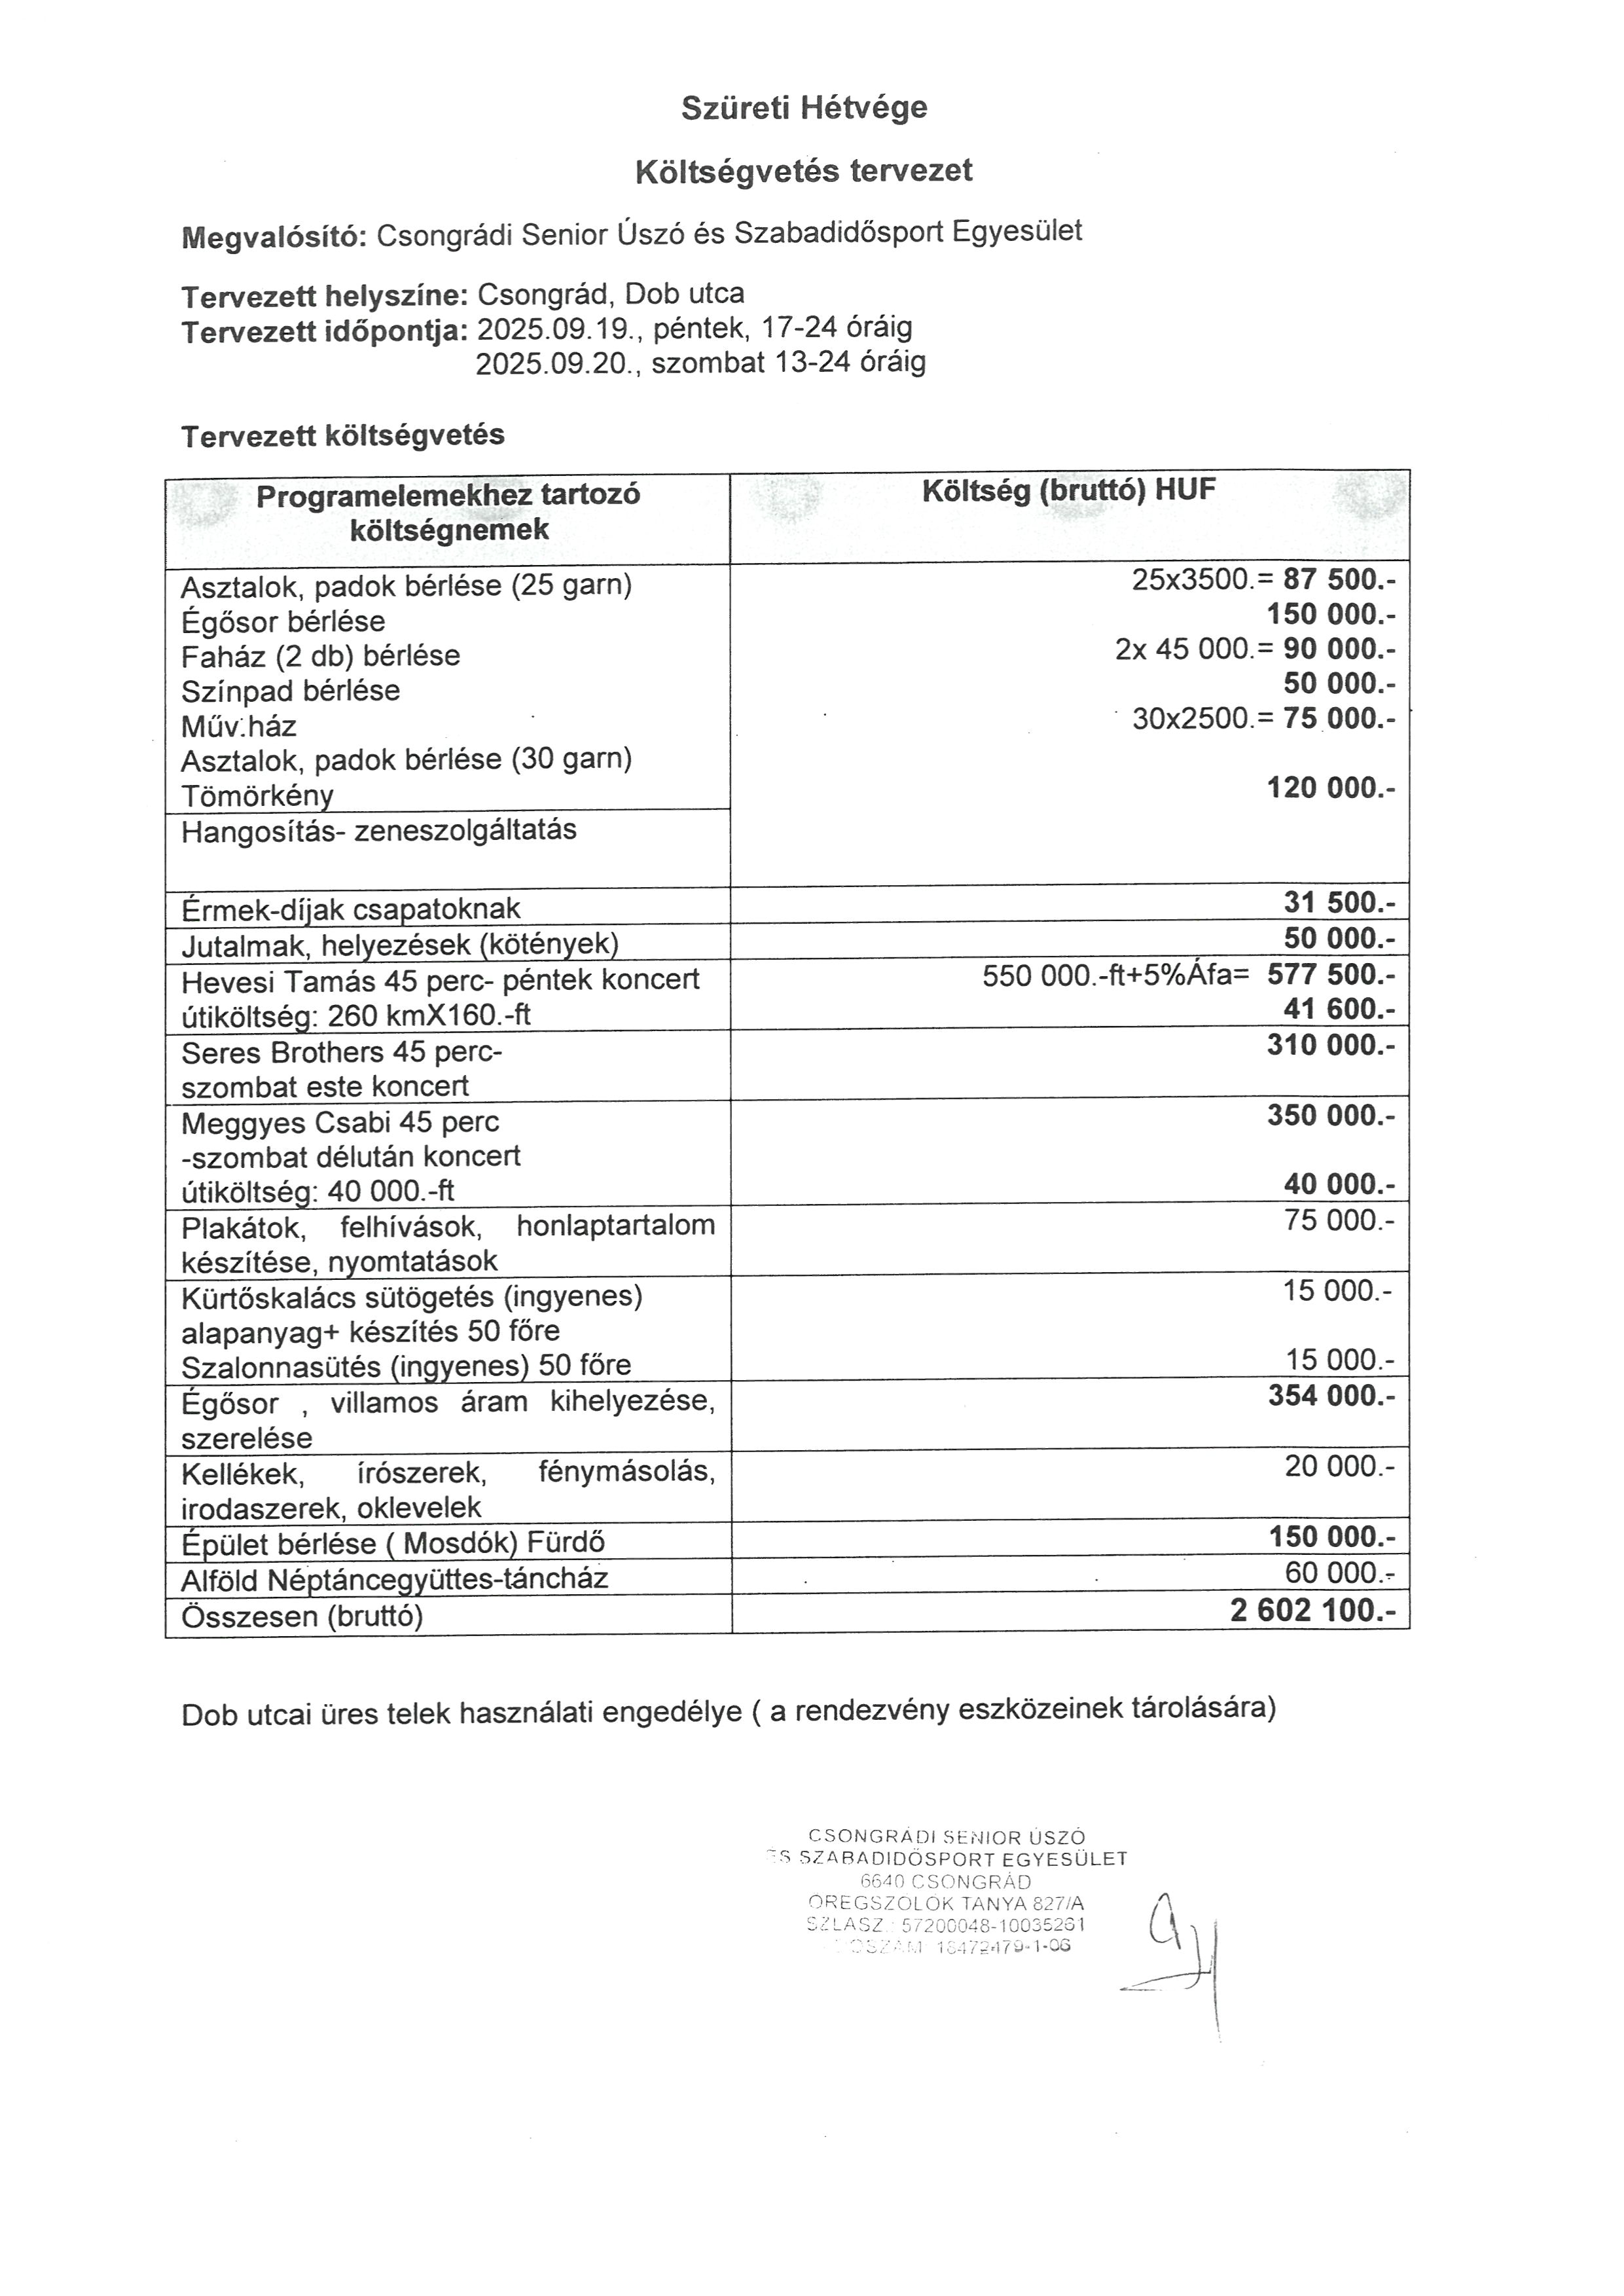 Szüreti Hétvége
Költségvetés tervezet
Megvalósító: Csongrádi Senior Úszó és Szabadidősport Egyesület
Tervezett helyszíne: Csongrád, Dob utca
Tervezett időpontja: 2025.09.19., péntek, 17-24 óráig
2025.09.20., szombat 13-24 óráig
Tervezett költségvetés
Programelemekhez tartozó költségnemek Költség (bruttó) HUF
Asztalok, padok bérlése (25 garn) 25x3500.= 87 500.-
Égősor bérlése 150 000.-
Faház (2 db) bérlése 2x 45 000.= 90 000.-
Színpad bérlése 50 000.-
Műv.ház 30x2500.= 75 000.-
Asztalok, padok bérlése (30 garn)
Tömörkény 120 000.-
Hangosítás- zeneszolgáltatás
Érmek-díjak csapatoknak 31 500.-
Jutalmak, helyezések (kötények) 50 000.-
Hevesi Tamás 45 perc- péntek koncert 550 000.-ft+5%Áfa= 577 500.-
útiköltség: 260 kmX160.-ft 41 600.-
Seres Brothers 45 perc- 310 000.-
szombat este koncert
Meggyes Csabi 45 perc 350 000.-
-szombat délután koncert
útiköltség: 40 000.-ft 40 000.-
Plakátok, felhívások, honlaptartalom 75 000.-
készítése, nyomtatások
Kürtőskalács sütögetés (ingyenes) 15 000.-
alapanyag+ készítés 50 főre
Szalonnasütés (ingyenes) 50 főre 15 000.-
Égősor , villamos áram kihelyezése, 354 000.-
szerelése
Kellékek, írószerek, fénymásolás, 20 000.-
irodaszerek, oklevelek
Épület bérlése ( Mosdók) Fürdő 150 000.-
Alföld Néptáncegyüttes-táncház 60 000.-
Összesen (bruttó) 2 602 100.-
Dob utcai üres telek használati engedélye ( a rendezvény eszközeinek tárolására)
CSONGRÁDI SENIOR ÚSZÓ
ÉS SZABADIDŐSPORT EGYESÜLET
6640 CSONGRÁD
ÖREGSZŐLŐK TANYA 827/A
SZLASZ.: 57200048-10035261
18472479-1-06